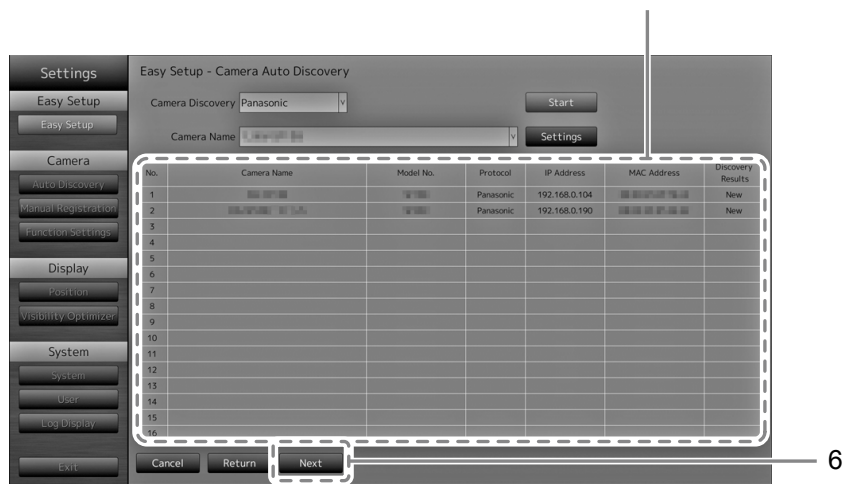 Settings
Easy Setup - Camera Auto Discovery
Easy Setup
Easy Setup
Camera
Auto Discovery
Manual Registration
Function Settings
Display
Position
Visibility Optimizer
System
System
User
Log Display
Exit
Camera Discovery Panasonic Start
Camera Name Settings
No. Camera Name Model No. Protocol IP Address MAC Address Discovery Results
1 Panasonic 192.168.0.104 New
2 Panasonic 192.168.0.190 New
3
4
5
6
7
8
9
10
11
12
13
14
15
16
Cancel Return Next
6